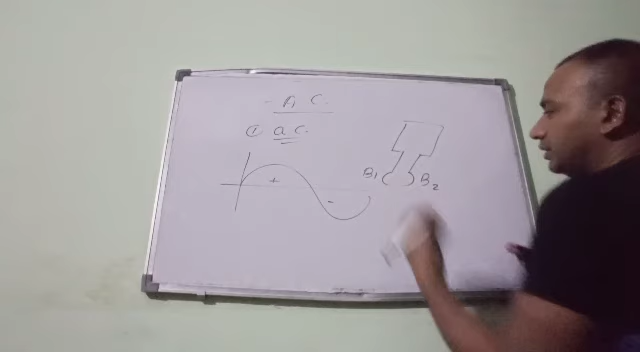 - A C.
① a c.
+
-
B1 B2